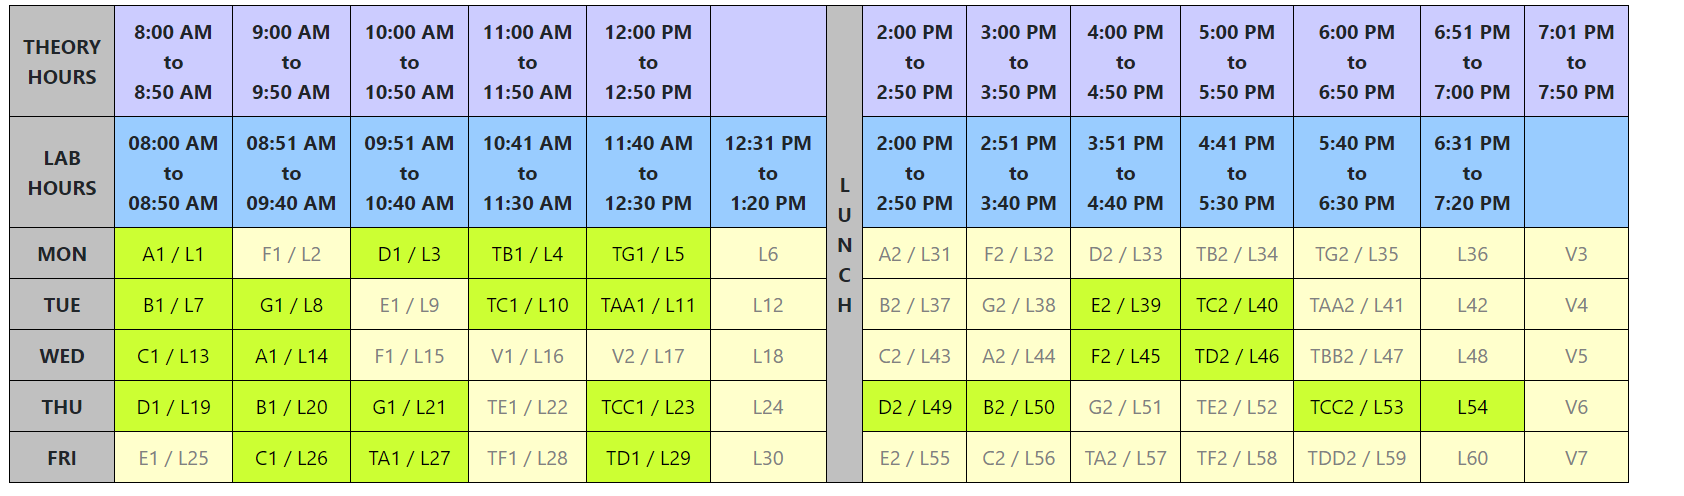 THEORY HOURS 8:00 AM to 8:50 AM 9:00 AM to 9:50 AM 10:00 AM to 10:50 AM 11:00 AM to 11:50 AM 12:00 PM to 12:50 PM LUNCH 2:00 PM to 2:50 PM 3:00 PM to 3:50 PM 4:00 PM to 4:50 PM 5:00 PM to 5:50 PM 6:00 PM to 6:50 PM 6:51 PM to 7:00 PM 7:01 PM to 7:50 PM
LAB HOURS 08:00 AM to 08:50 AM 08:51 AM to 09:40 AM 09:51 AM to 10:40 AM 10:41 AM to 11:30 AM 11:40 AM to 12:30 PM 12:31 PM to 1:20 PM 2:00 PM to 2:50 PM 2:51 PM to 3:40 PM 3:51 PM to 4:40 PM 4:41 PM to 5:30 PM 5:40 PM to 6:30 PM 6:31 PM to 7:20 PM
MON A1 / L1 F1 / L2 D1 / L3 TB1 / L4 TG1 / L5 L6 A2 / L31 F2 / L32 D2 / L33 TB2 / L34 TG2 / L35 L36 V3
TUE B1 / L7 G1 / L8 E1 / L9 TC1 / L10 TAA1 / L11 L12 B2 / L37 G2 / L38 E2 / L39 TC2 / L40 TAA2 / L41 L42 V4
WED C1 / L13 A1 / L14 F1 / L15 V1 / L16 V2 / L17 L18 C2 / L43 A2 / L44 F2 / L45 TD2 / L46 TBB2 / L47 L48 V5
THU D1 / L19 B1 / L20 G1 / L21 TE1 / L22 TCC1 / L23 L24 D2 / L49 B2 / L50 G2 / L51 TE2 / L52 TCC2 / L53 L54 V6
FRI E1 / L25 C1 / L26 TA1 / L27 TF1 / L28 TD1 / L29 L30 E2 / L55 C2 / L56 TA2 / L57 TF2 / L58 TDD2 / L59 L60 V7